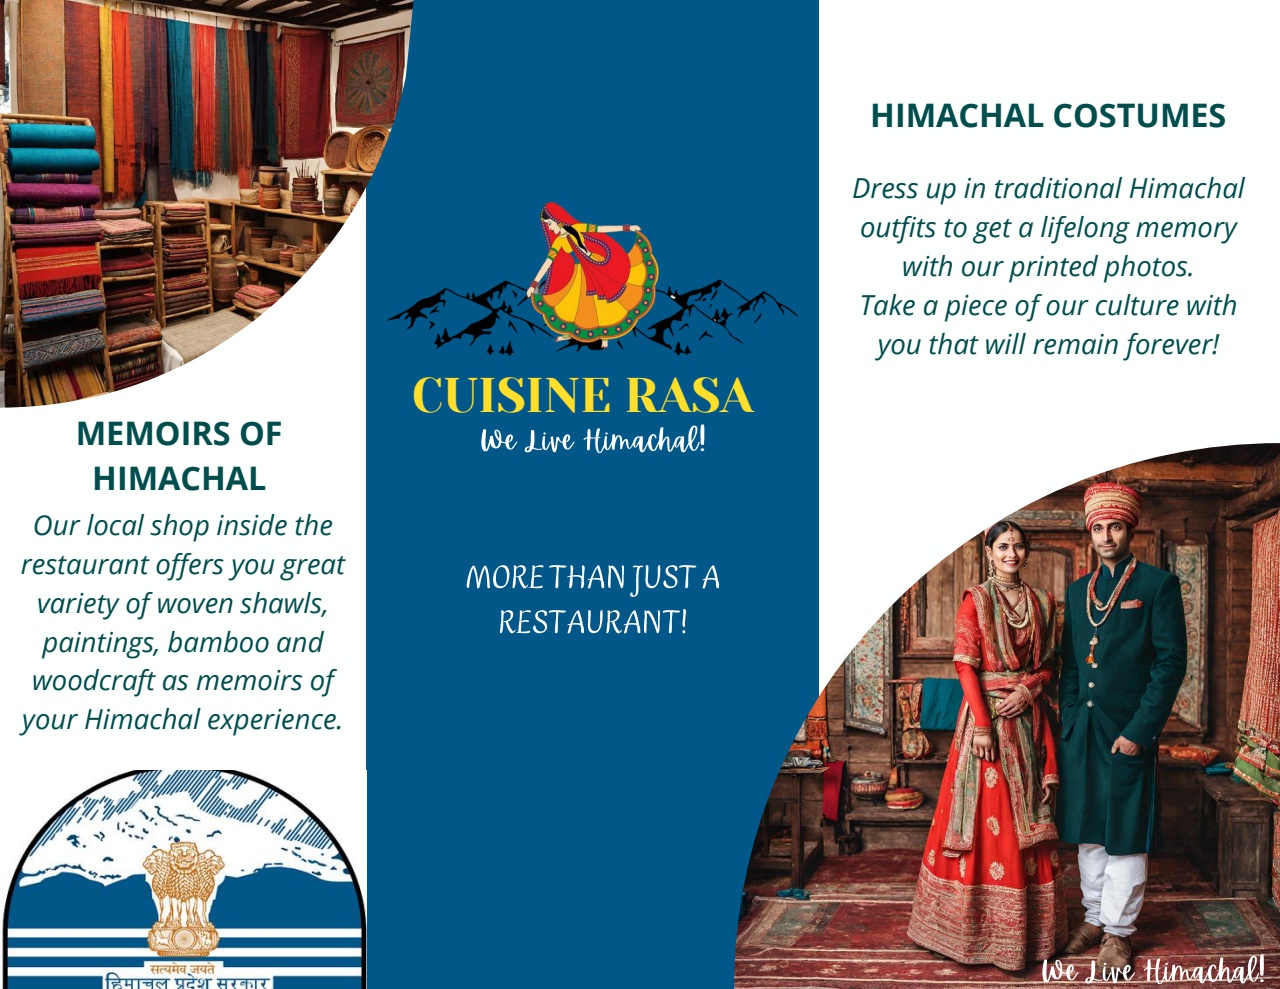 MEMOIRS OF
HIMACHAL
Our local shop inside the
restaurant offers you great
variety of woven shawls,
paintings, bamboo and
woodcraft as memoirs of
your Himachal experience.
सत्यमेव जयते
हिमाचल प्रदेश सरकार
CUISINE RASA
We Live Himachal!
MORE THAN JUST A
RESTAURANT!
HIMACHAL COSTUMES
Dress up in traditional Himachal
outfits to get a lifelong memory
with our printed photos.
Take a piece of our culture with
you that will remain forever!
We Live Himachal!